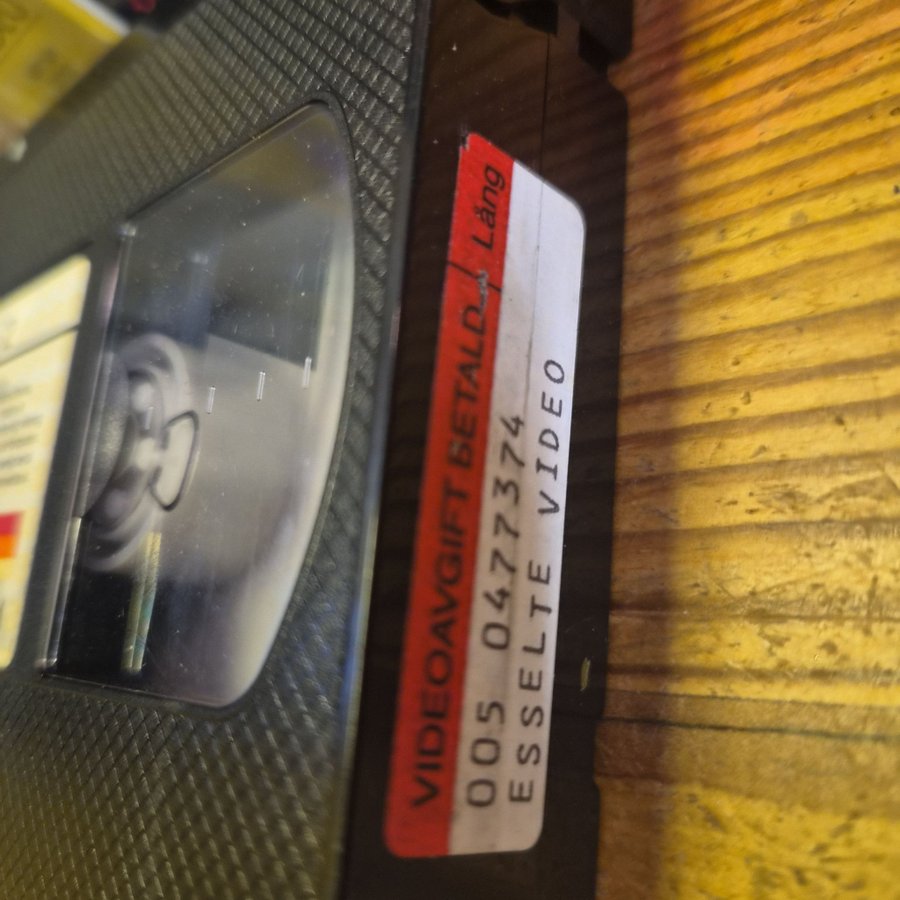 VIDEOAVGIFT BETALD Lång
005 0477374
ESSELTE VIDEO